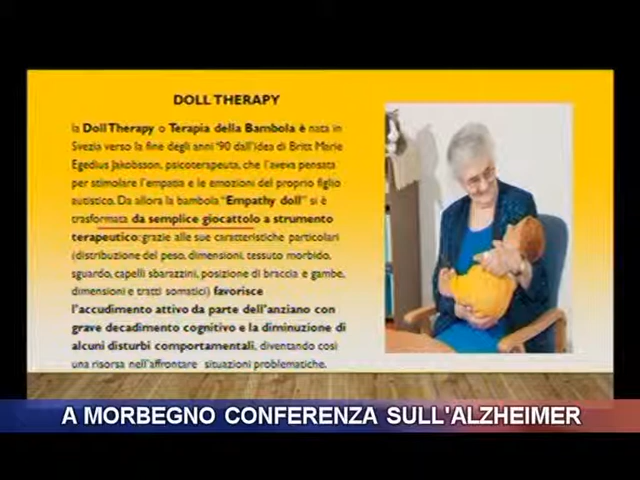 DOLL THERAPY
la Doll Therapy o Terapia della Bambola è nata in
Svezia verso la fine degli anni '90 dall'idea di Britt Marie
Egedius Jakobsson, psicoterapeuta, che l'aveva pensata
per stimolare l'empatia e le emozioni del proprio figlio
autistico. Da allora la bambola "Empathy doll" si è
trasformata da semplice giocattolo a strumento
terapeutico: grazie alle sue caratteristiche particolari
(distribuzione del peso, dimensioni, tessuto morbido,
sguardo, capelli sbarazzini, posizione di braccia e gambe,
dimensioni e tratti somatici) favorisce
l'accudimento attivo da parte dell'anziano con
grave decadimento cognitivo e la diminuzione di
alcuni disturbi comportamentali, diventando così
una risorsa nell'affrontare situazioni problematiche.
A MORBEGNO CONFERENZA SULL'ALZHEIMER